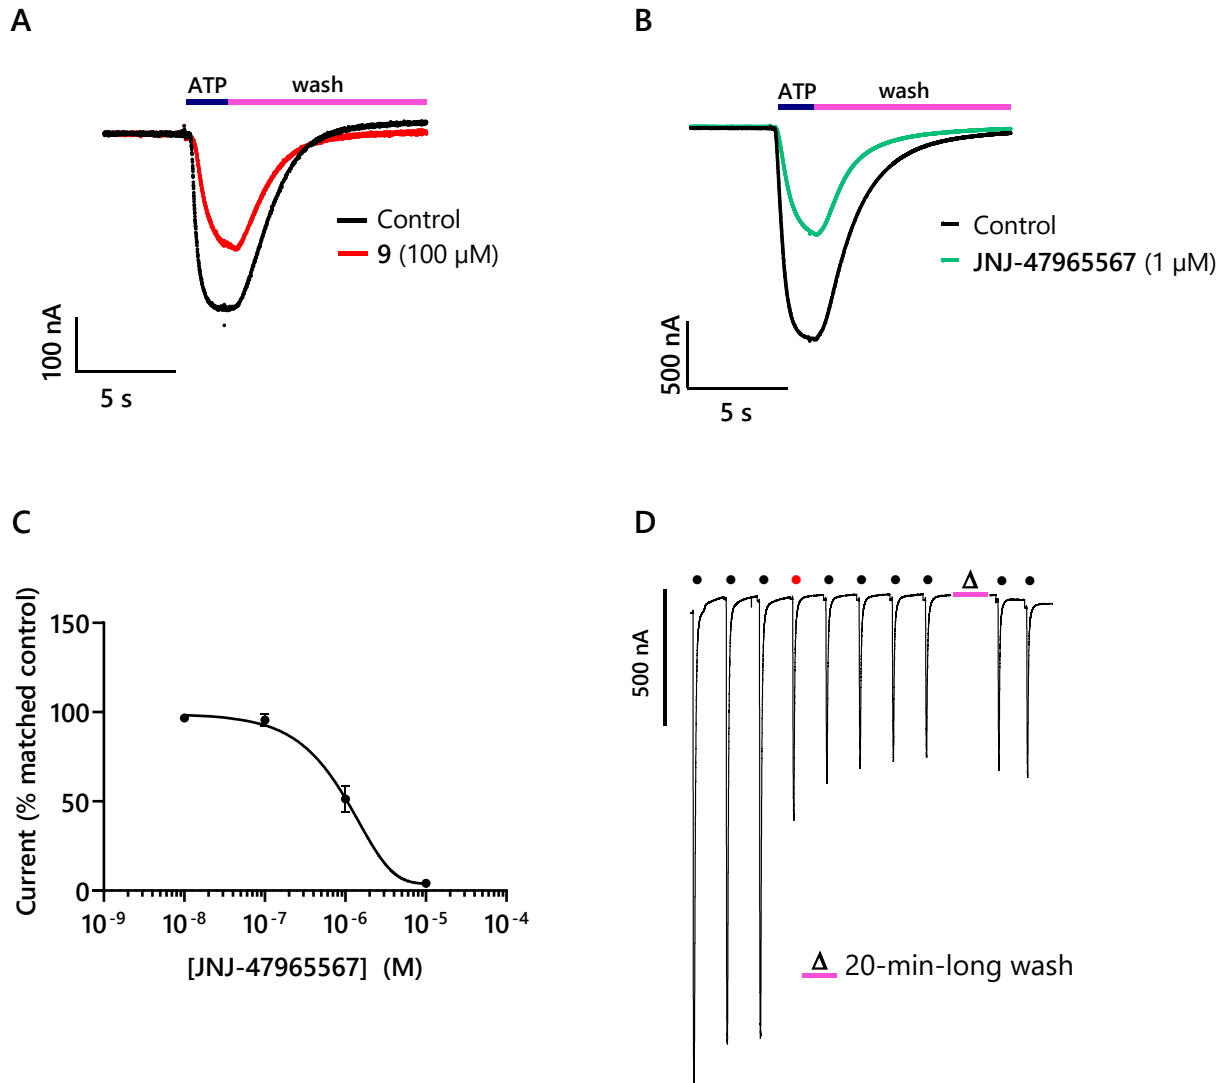 A
B
ATP wash
ATP wash
Control
9 (100 µM)
Control
JNJ-47965567 (1 µM)
100 nA
5 s
500 nA
5 s
C
D
Current (% matched control)
150
100
50
0
10-9 10-8 10-7 10-6 10-5 10-4
[JNJ-47965567] (M)
Δ
500 nA
Δ 20-min-long wash